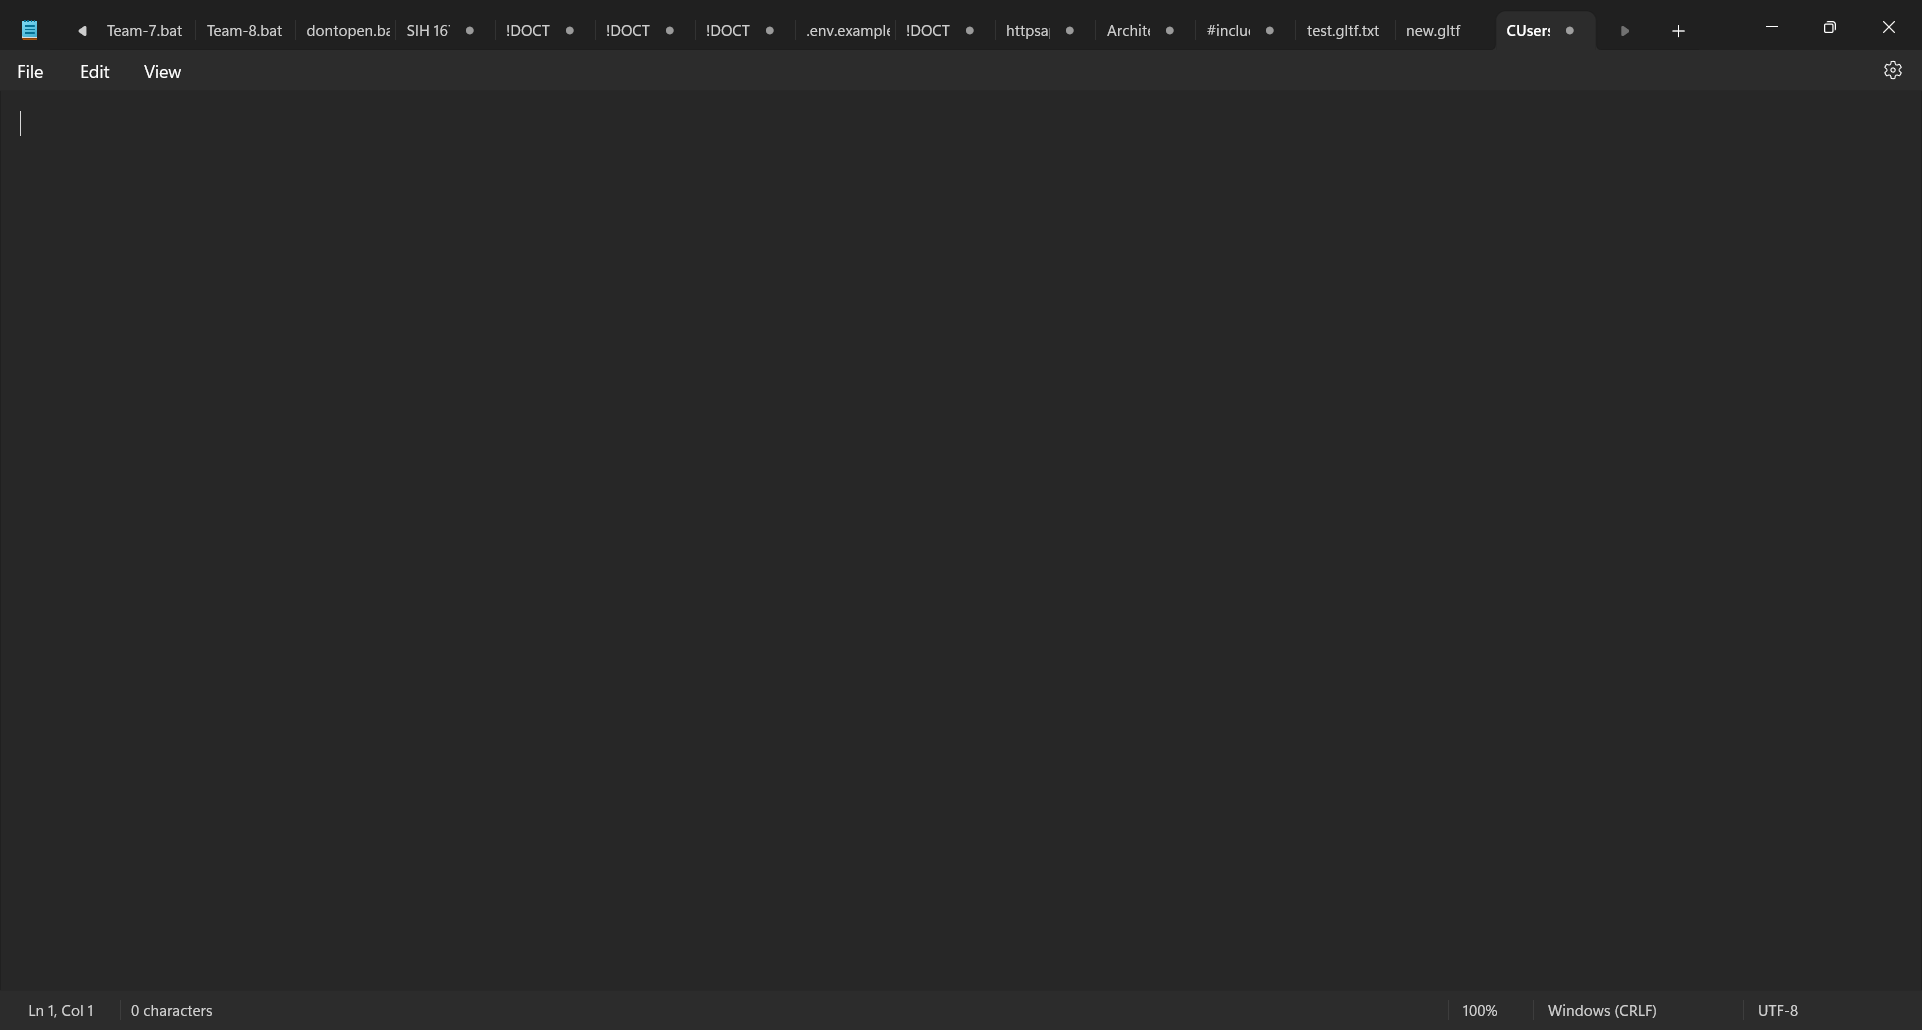 Team-7.bat Team-8.bat dontopen.ba SIH 16 !DOCT !DOCT !DOCT .env.example !DOCT httpsa Archit #inclu test.gltf.txt new.gltf CUsers
File Edit View
Ln 1, Col 1 0 characters 100% Windows (CRLF) UTF-8